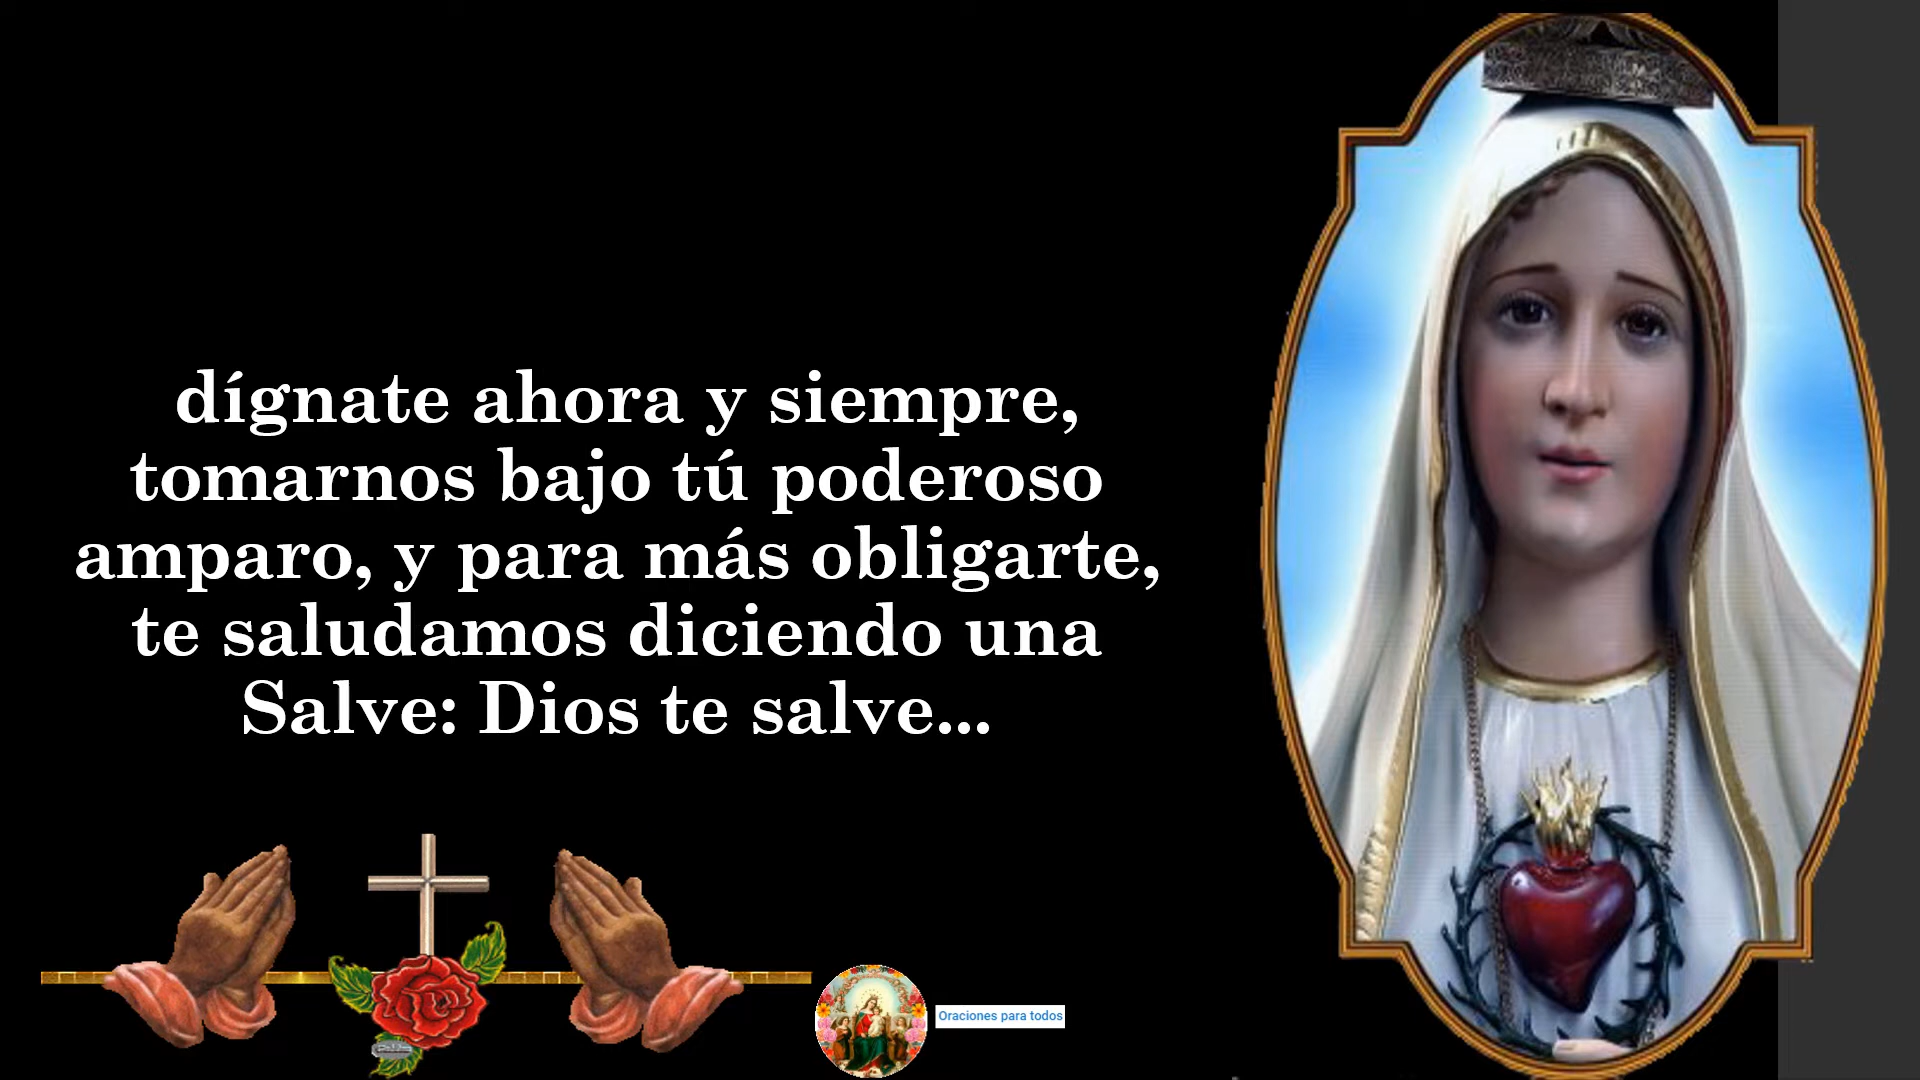 dígnate ahora y siempre,
tomarnos bajo tú poderoso
amparo, y para más obligarte,
te saludamos diciendo una
Salve: Dios te salve...
Oraciones para todos